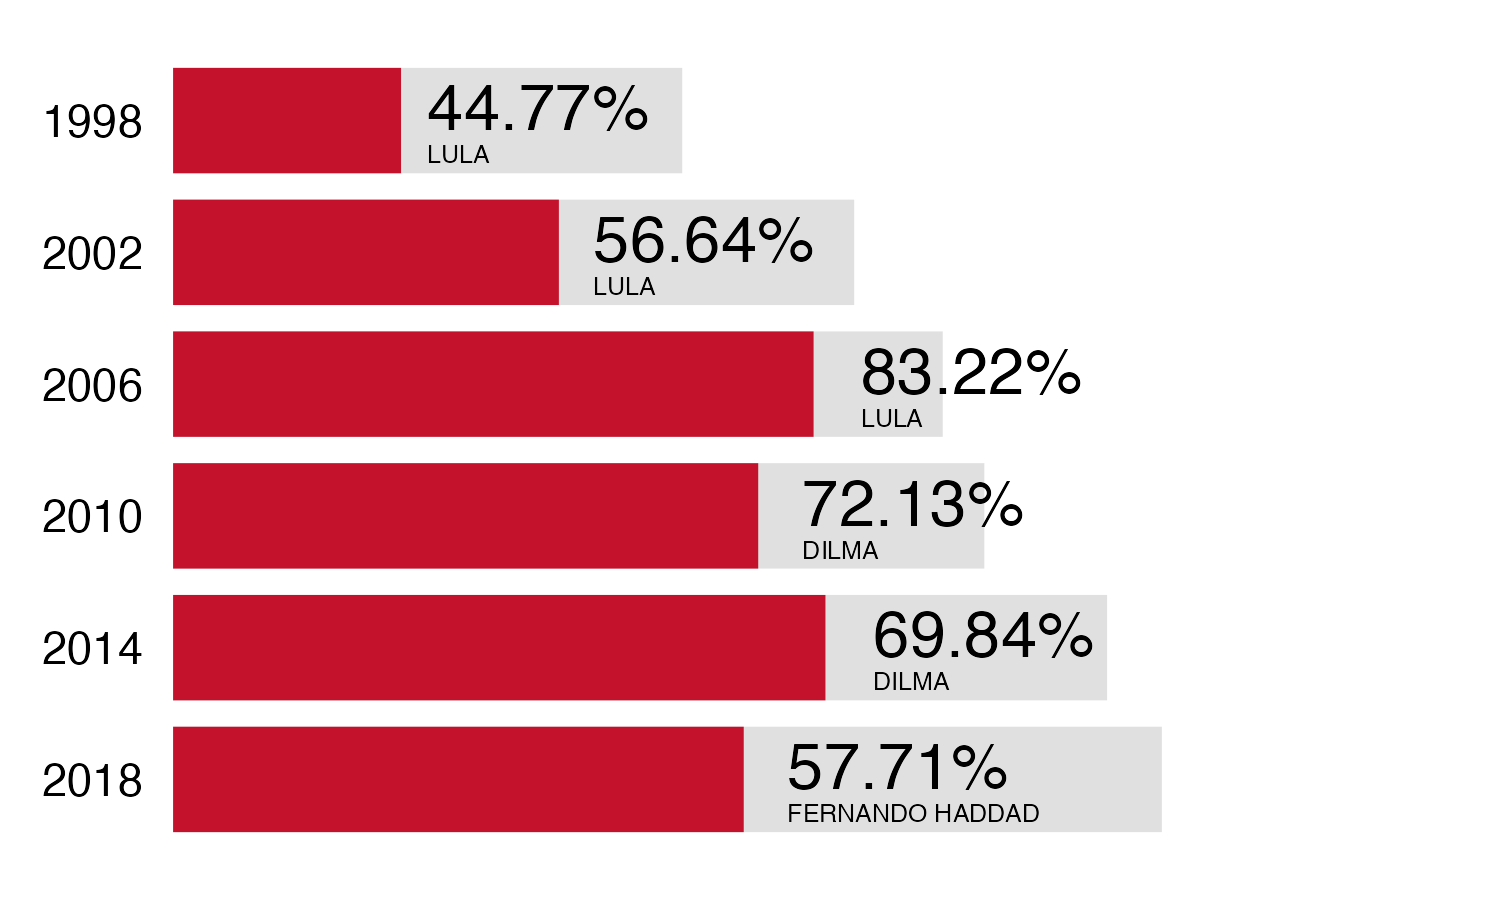 1998
44.77%
LULA
2002
56.64%
LULA
2006
83.22%
LULA
2010
72.13%
DILMA
2014
69.84%
DILMA
2018
57.71%
FERNANDO HADDAD